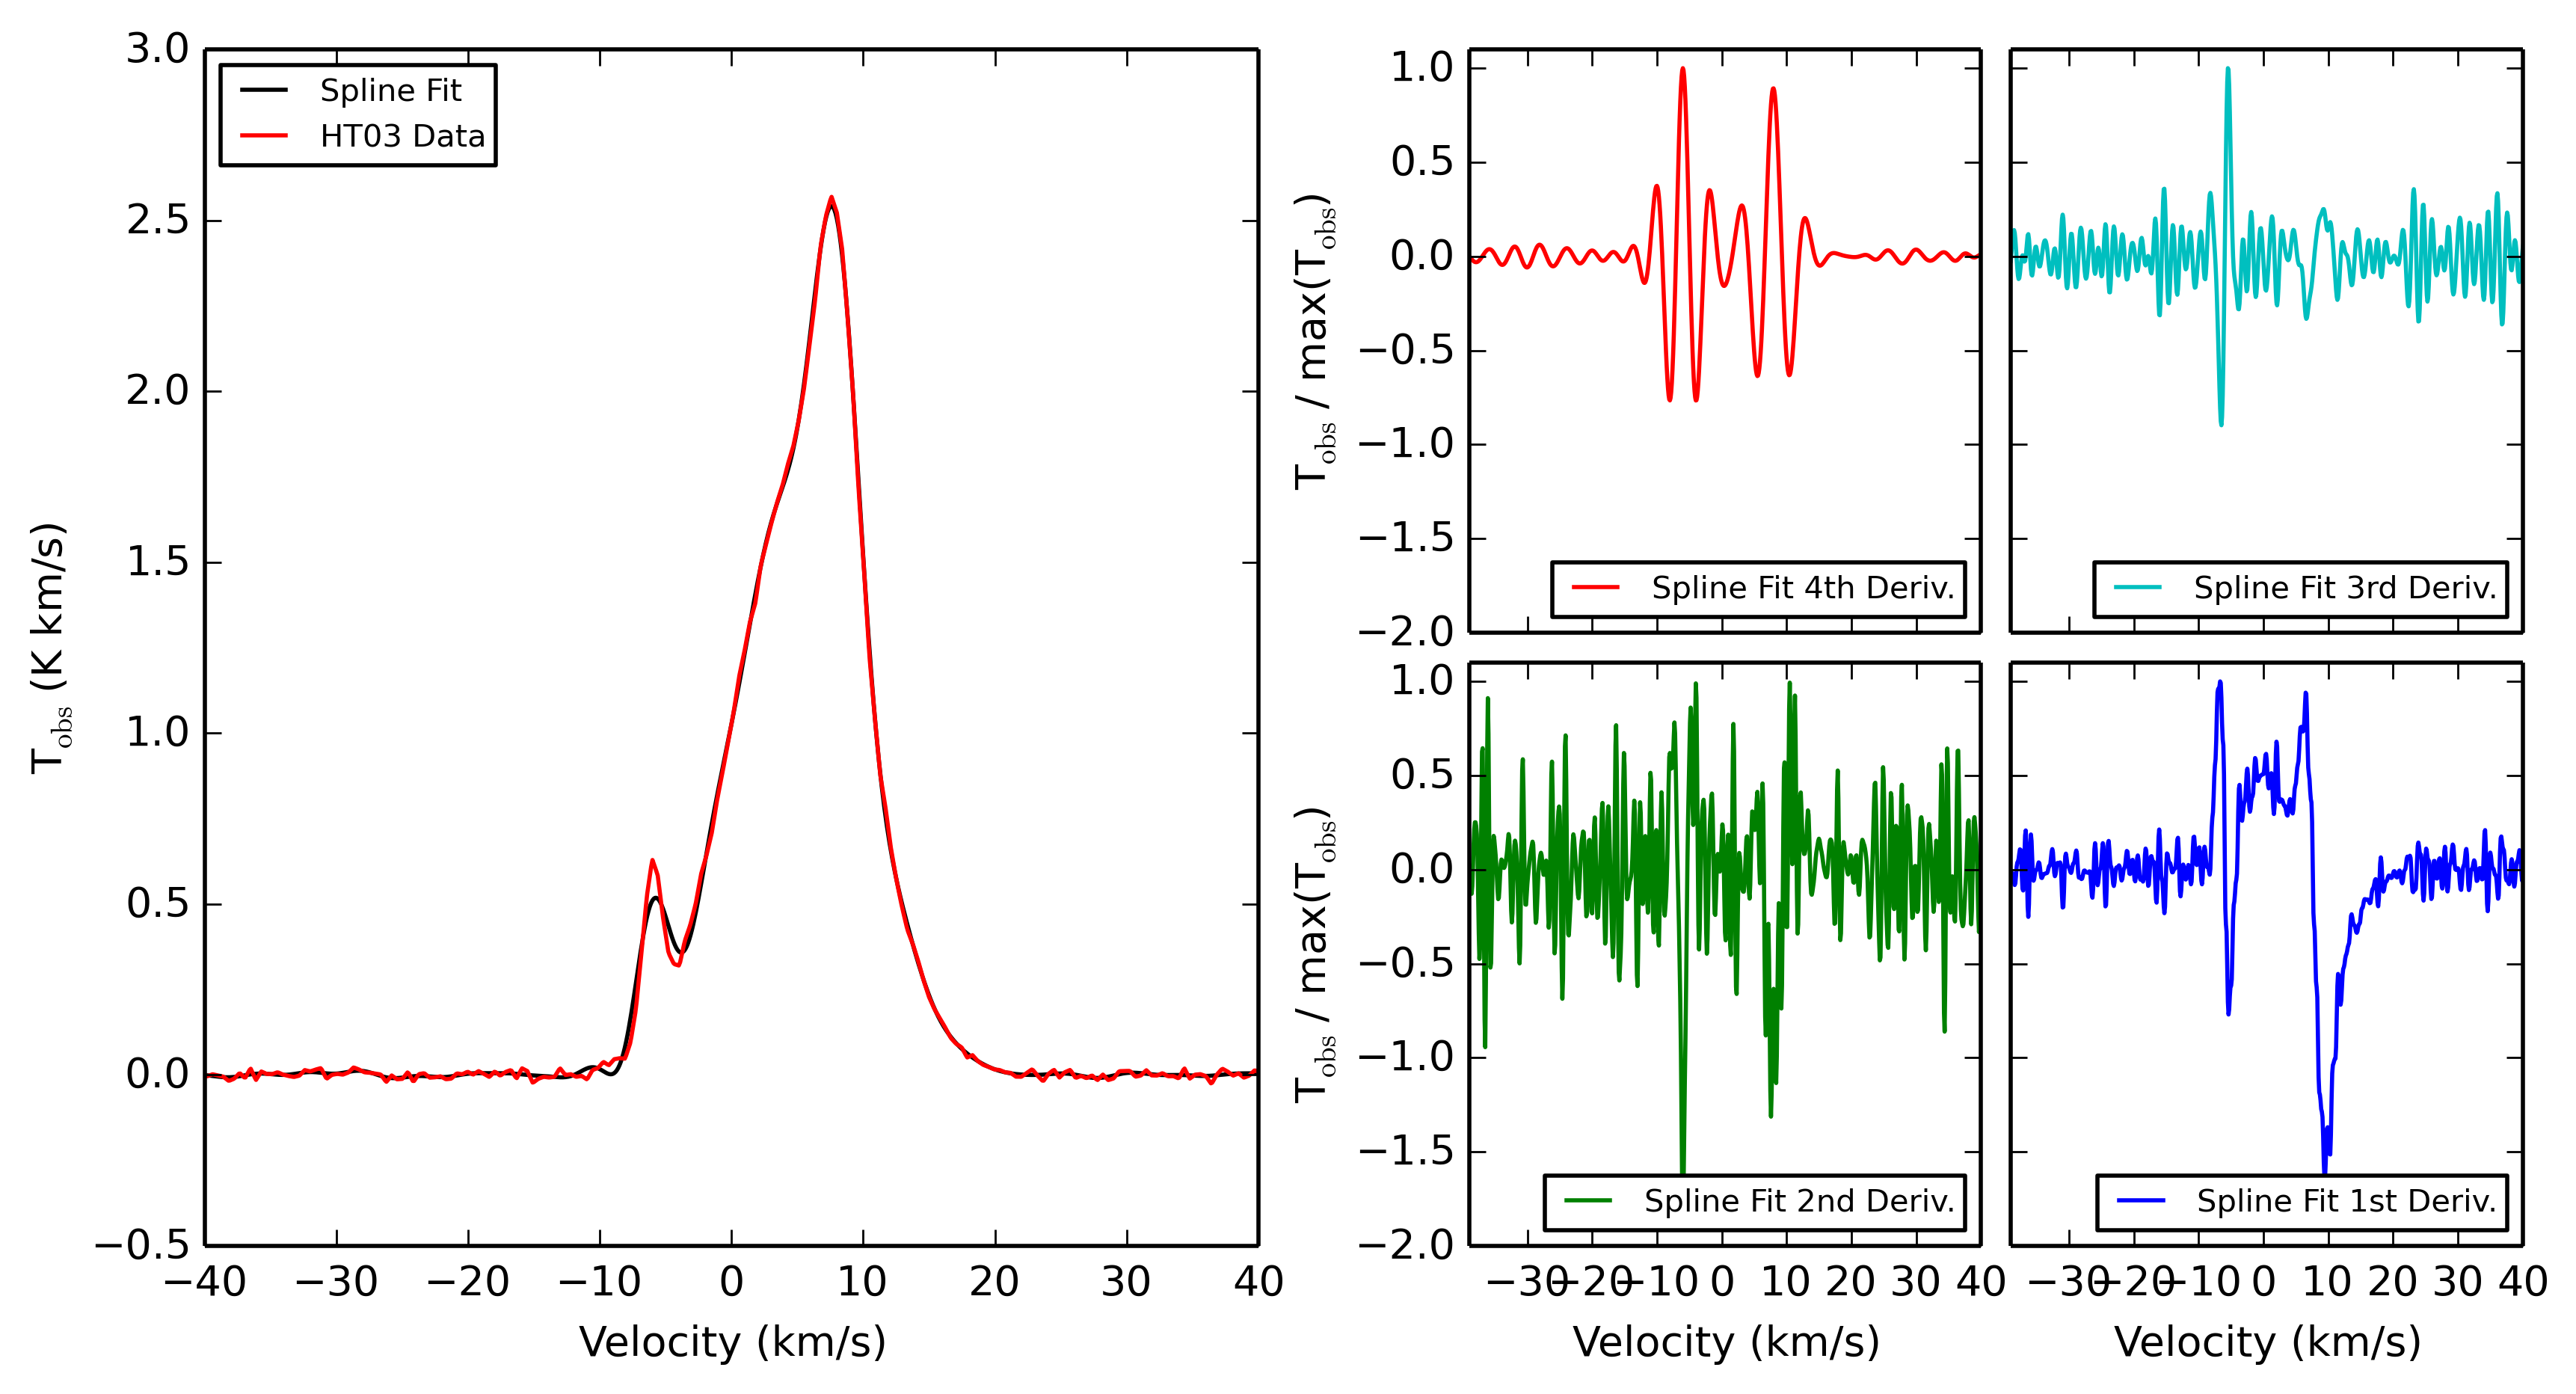 3.0
2.5
2.0
1.5
1.0
0.5
0.0
−0.5
T_obs (K km/s)
Spline Fit
HT03 Data
−40 −30 −20 −10 0 10 20 30 40
Velocity (km/s)
1.0
0.5
0.0
−0.5
−1.0
−1.5
−2.0
T_obs / max(T_obs)
Spline Fit 4th Deriv.
Spline Fit 3rd Deriv.
1.0
0.5
0.0
−0.5
−1.0
−1.5
−2.0
T_obs / max(T_obs)
Spline Fit 2nd Deriv.
Spline Fit 1st Deriv.
−30 −20 −10 0 10 20 30 40
Velocity (km/s)
−30 −20 −10 0 10 20 30 40
Velocity (km/s)